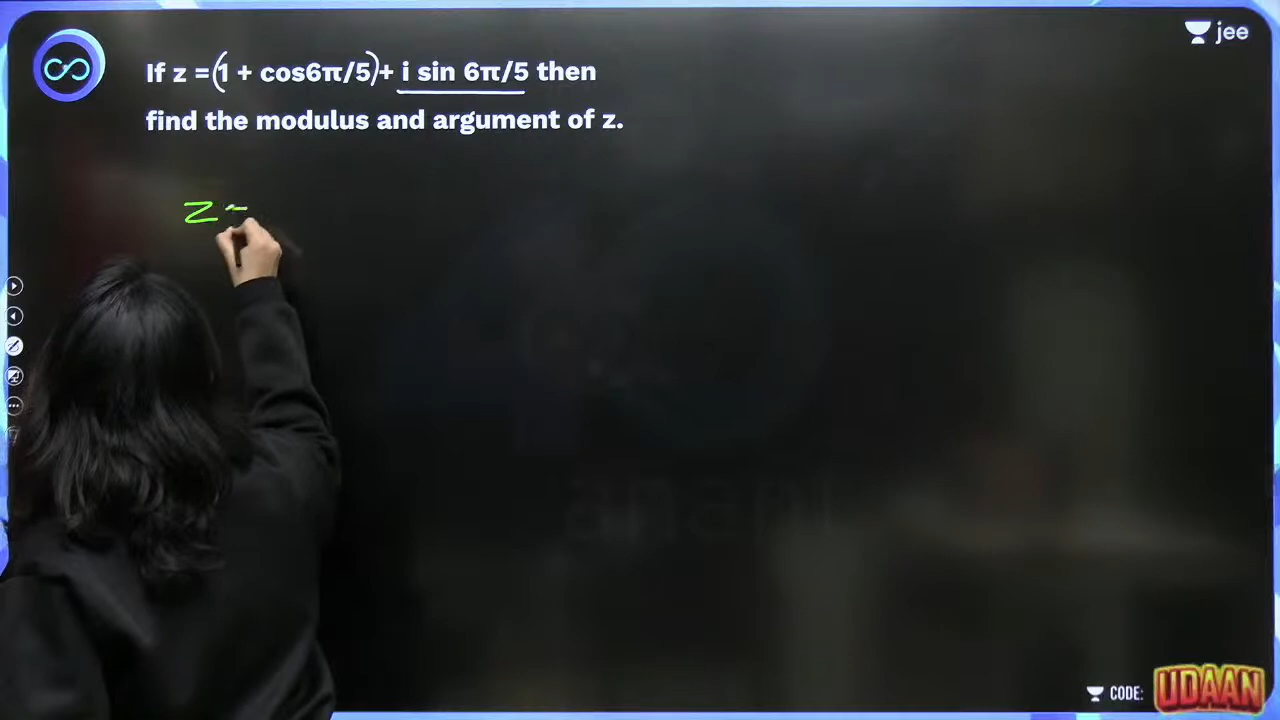 If z =(1 + cos6π/5)+ i sin 6π/5 then
find the modulus and argument of z.
z =
jee
CODE: UDAAN